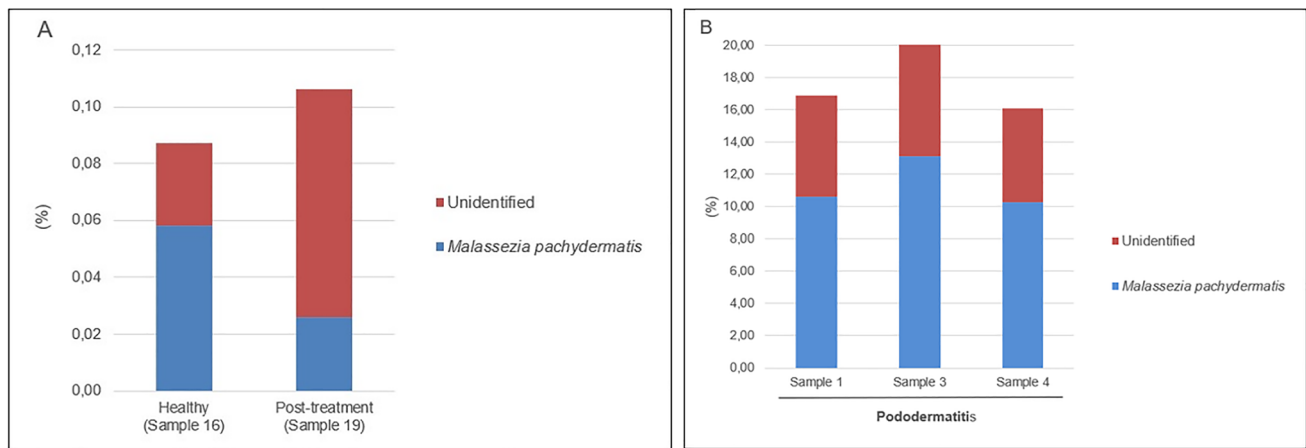 A
0,12
0,10
0,08
0,06
0,04
0,02
0,00
(%)
Healthy
(Sample 16)
Post-treatment
(Sample 19)
Unidentified
Malassezia pachydermatis
B
20,00
18,00
16,00
14,00
12,00
10,00
8,00
6,00
4,00
2,00
0,00
(%)
Sample 1
Sample 3
Sample 4
Pododermatitis
Unidentified
Malassezia pachydermatis